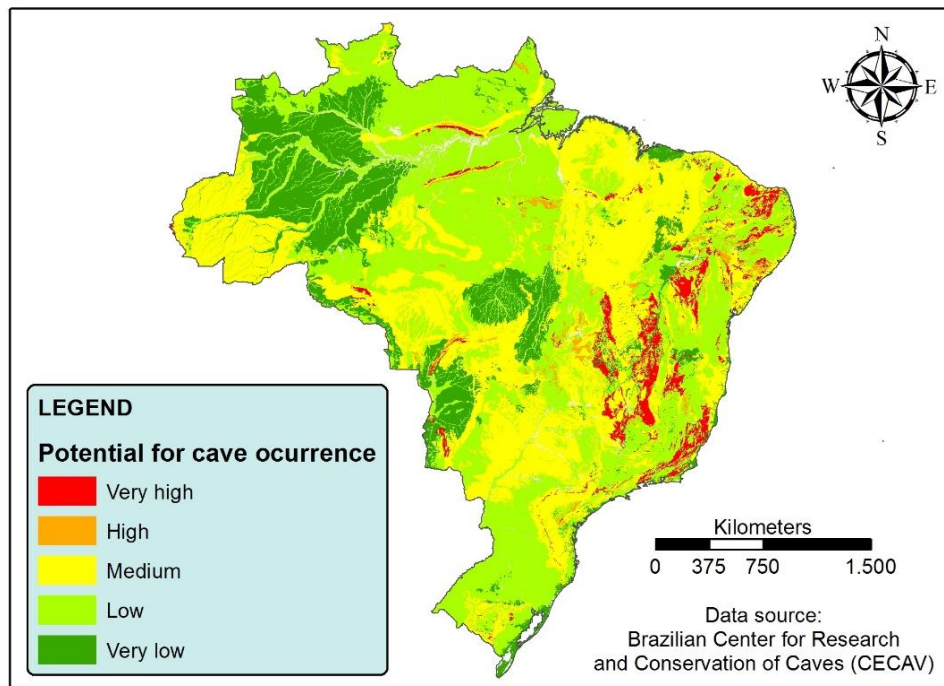 N
W E
S
LEGEND
Potential for cave ocurrence
Very high
High
Medium
Low
Very low
Kilometers
0 375 750 1.500
Data source:
Brazilian Center for Research
and Conservation of Caves (CECAV)